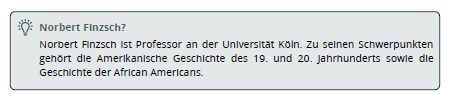 Norbert Finzsch?
Norbert Finzsch ist Professor an der Universität Köln. Zu seinen Schwerpunkten
gehört die Amerikanische Geschichte des 19. und 20. Jahrhunderts sowie die
Geschichte der African Americans.